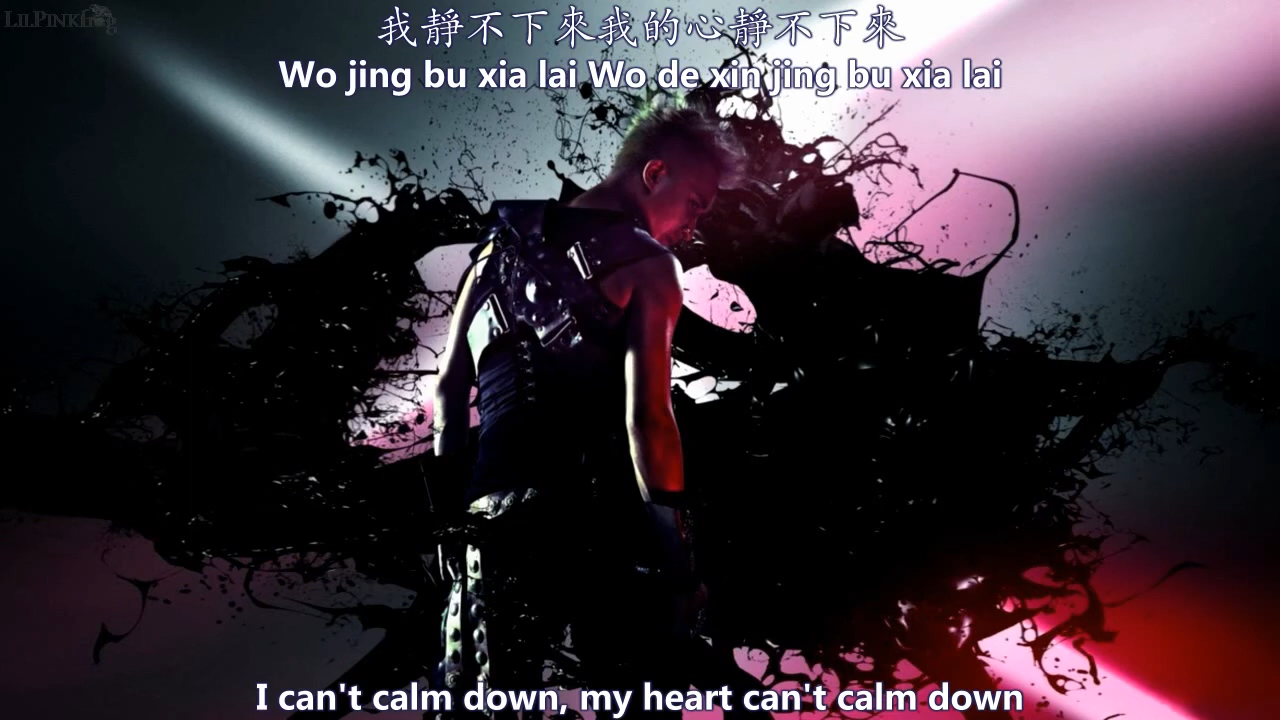 LilPinkFrog
我靜不下來我的心靜不下來
Wo jing bu xia lai Wo de xin jing bu xia lai
I can't calm down, my heart can't calm down